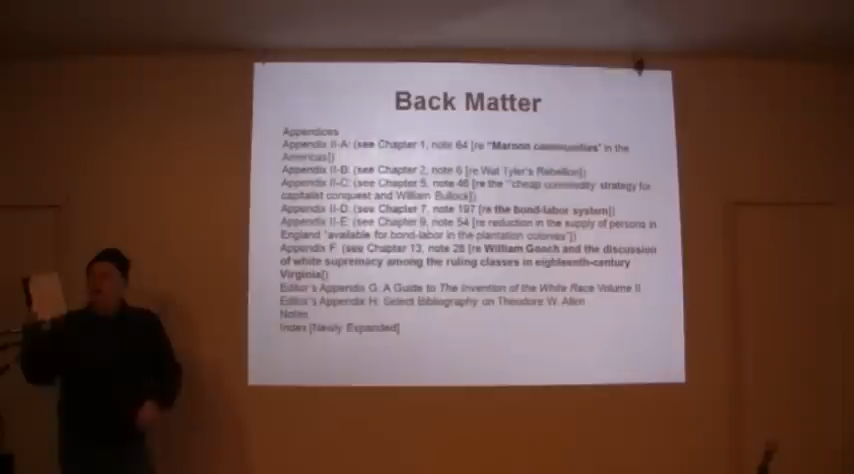 Back Matter
Appendices
Appendix II-A: (see Chapter 1, note 64 [re "Maroon communities" in the
Americas])
Appendix II-B: (see Chapter 2, note 6 [re Wat Tyler's Rebellion])
Appendix II-C: (see Chapter 5, note 46 [re the "cheap commodity strategy for
capitalist conquest and William Bullock])
Appendix II-D: (see Chapter 7, note 197 [re the bond-labor system])
Appendix II-E: (see Chapter 9, note 54 [re reduction in the supply of persons in
England "available for bond-labor in the plantation colonies"])
Appendix F: (see Chapter 13, note 26 [re William Gooch and the discussion
of white supremacy among the ruling classes in eighteenth-century
Virginia])
Editor's Appendix G: A Guide to The Invention of the White Race Volume II
Editor's Appendix H: Select Bibliography on Theodore W. Allen
Notes
Index [Newly Expanded]